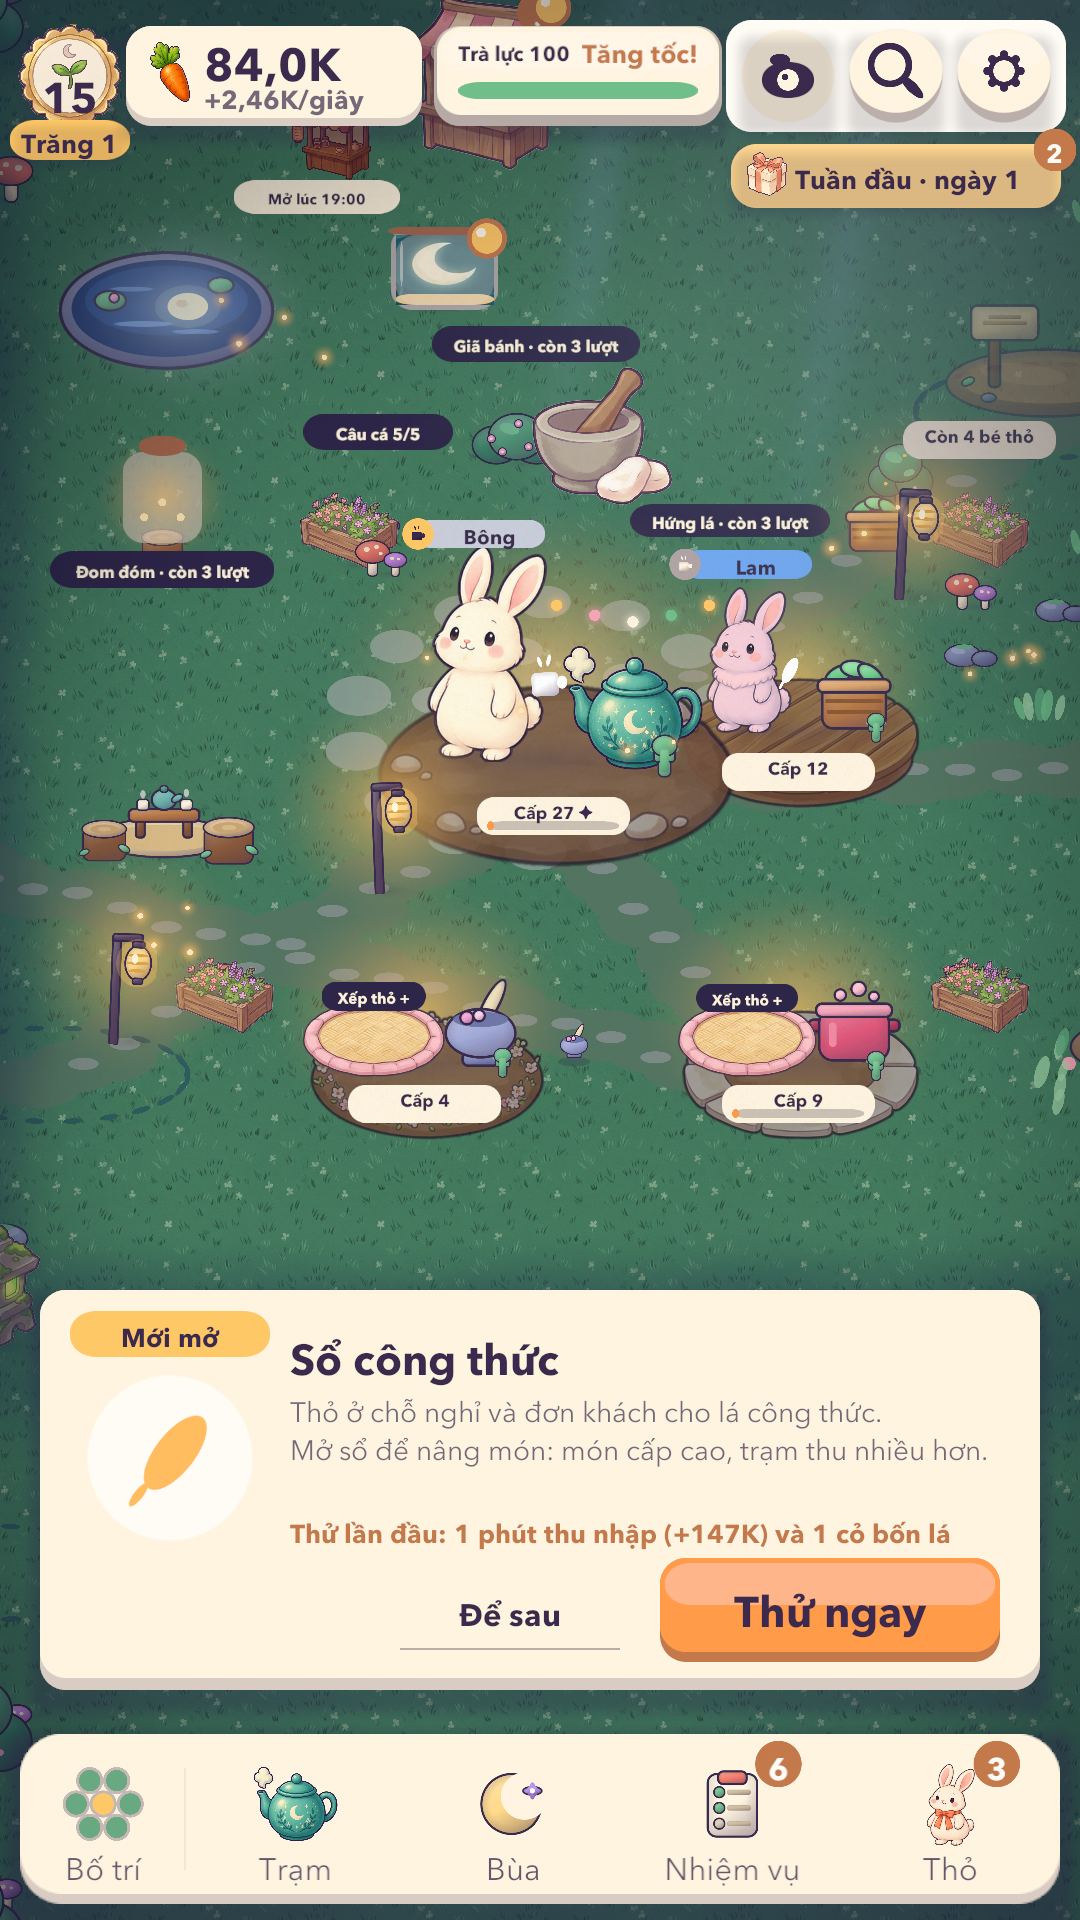 15
Trăng 1
84,0K
+2,46K/giây
Trà lực 100 Tăng tốc!
2
Tuần đầu · ngày 1
Mở lúc 19:00
Giã bánh · còn 3 lượt
Câu cá 5/5
Còn 4 bé thỏ
Hứng lá · còn 3 lượt
Bông
Lam
Đom đóm · còn 3 lượt
Cấp 12
Cấp 27
Xếp thỏ +
Xếp thỏ +
Cấp 4
Cấp 9
Mới mở
Sổ công thức
Thỏ ở chỗ nghỉ và đơn khách cho lá công thức.
Mở sổ để nâng món: món cấp cao, trạm thu nhiều hơn.
Thử lần đầu: 1 phút thu nhập (+147K) và 1 cỏ bốn lá
Để sau
Thử ngay
6
3
Bố trí
Trạm
Bùa
Nhiệm vụ
Thỏ